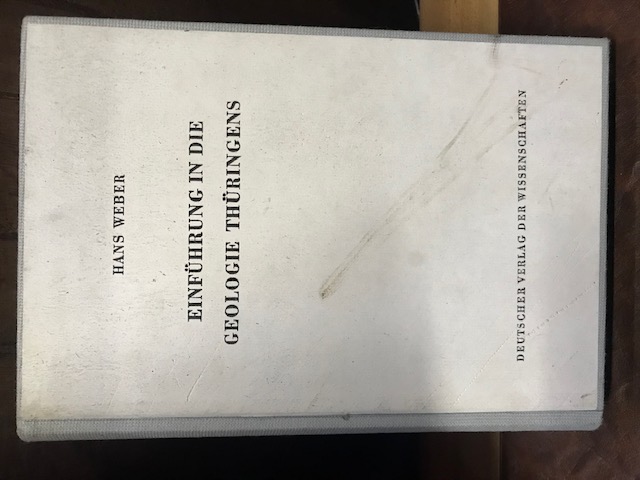 HANS WEBER
EINFÜHRUNG IN DIE
GEOLOGIE THÜRINGENS
DEUTSCHER VERLAG DER WISSENSCHAFTEN